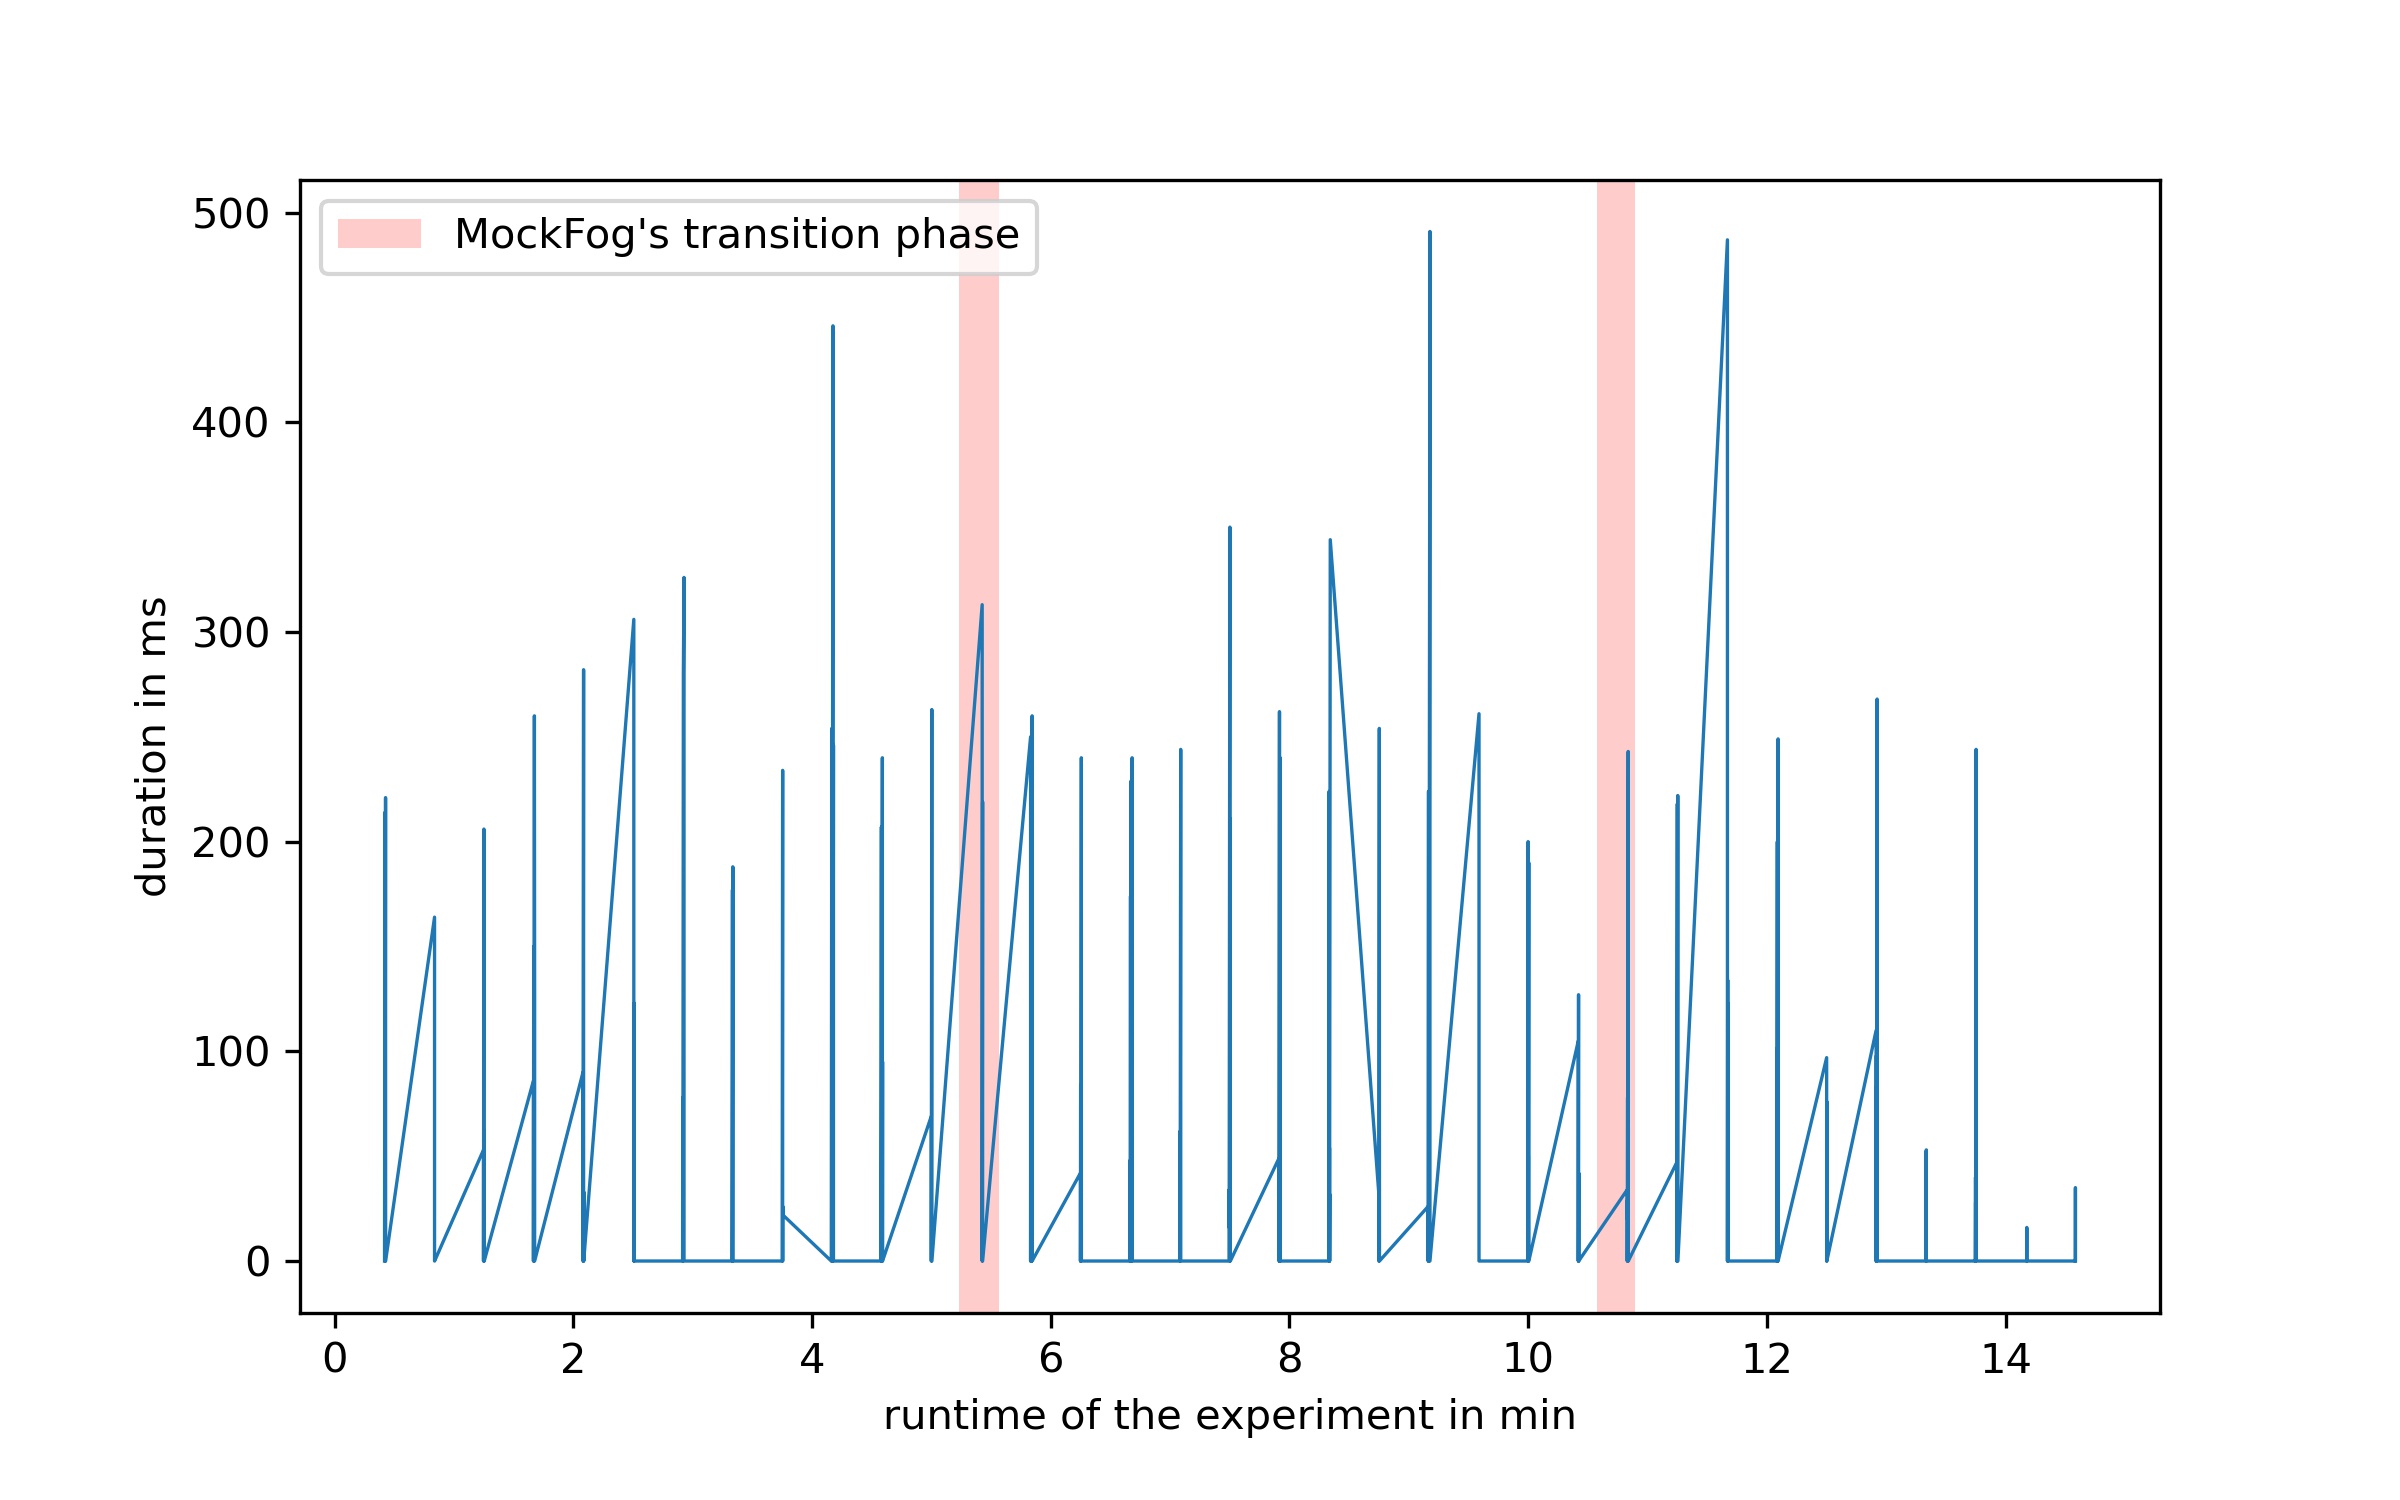 MockFog's transition phase
500
400
300
200
100
0
duration in ms
0 2 4 6 8 10 12 14
runtime of the experiment in min